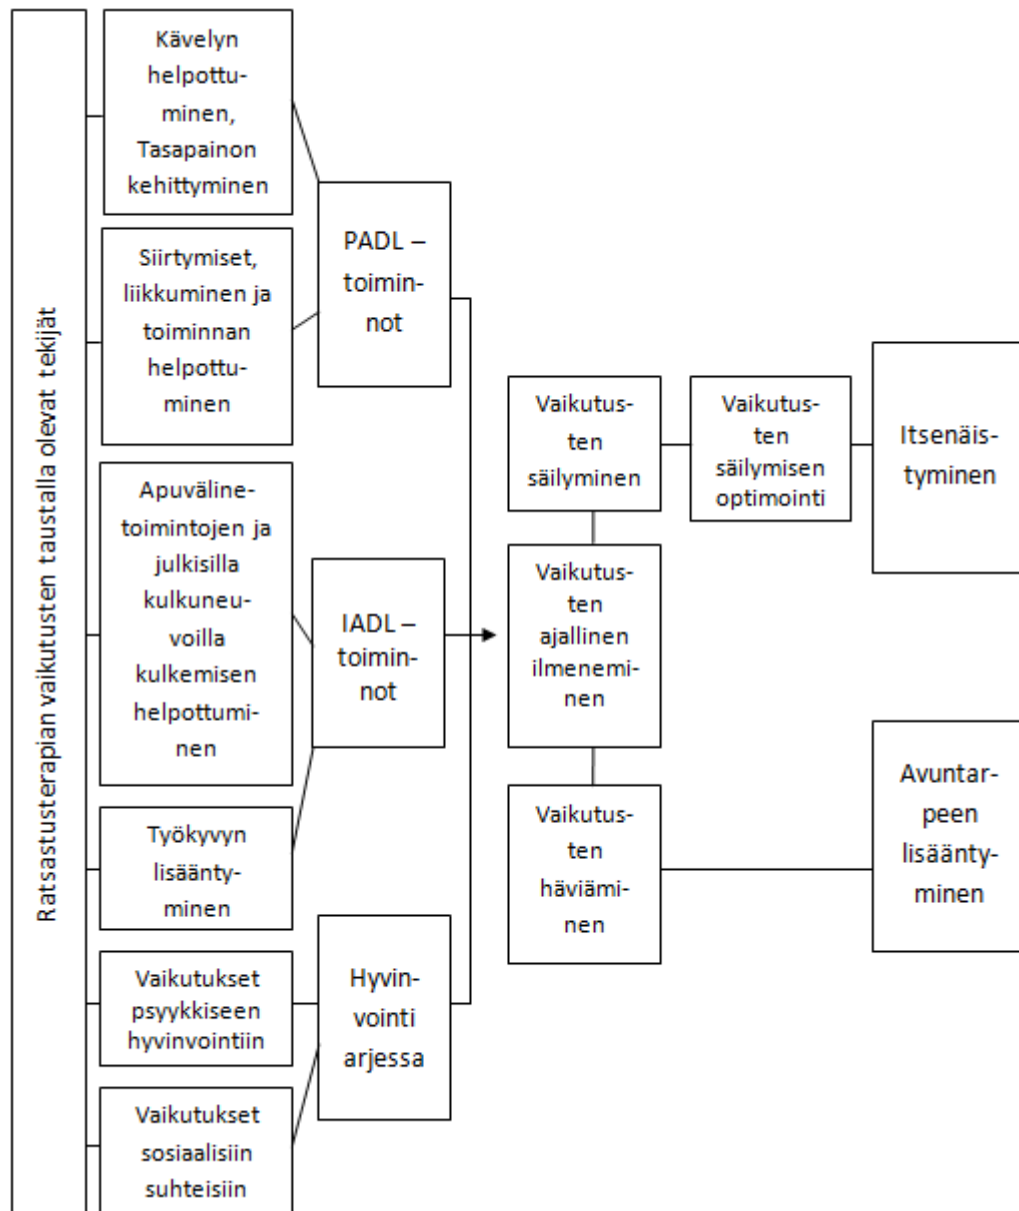 Ratsastusterapian vaikutusten taustalla olevat tekijät
Kävelyn
helpottu-
minen,
Tasapainon
kehittyminen
Siirtymiset,
liikkuminen ja
toiminnan
helpottu-
minen
Apuväline-
toimintojen ja
julkisilla
kulkuneu-
voilla
kulkemisen
helpottumi-
nen
Työkyvyn
lisäänty-
minen
Vaikutukset
psyykkiseen
hyvinvointiin
Vaikutukset
sosiaalisiin
suhteisiin
PADL –
toimin-
not
IADL –
toimin-
not
Hyvin-
vointi
arjessa
Vaikutus-
ten
säilyminen
Vaikutus-
ten
ajallinen
ilmenemi-
nen
Vaikutus-
ten
häviämi-
nen
Vaikutus-
ten
säilymisen
optimointi
Itsenäis-
tyminen
Avuntar-
peen
lisäänty-
minen